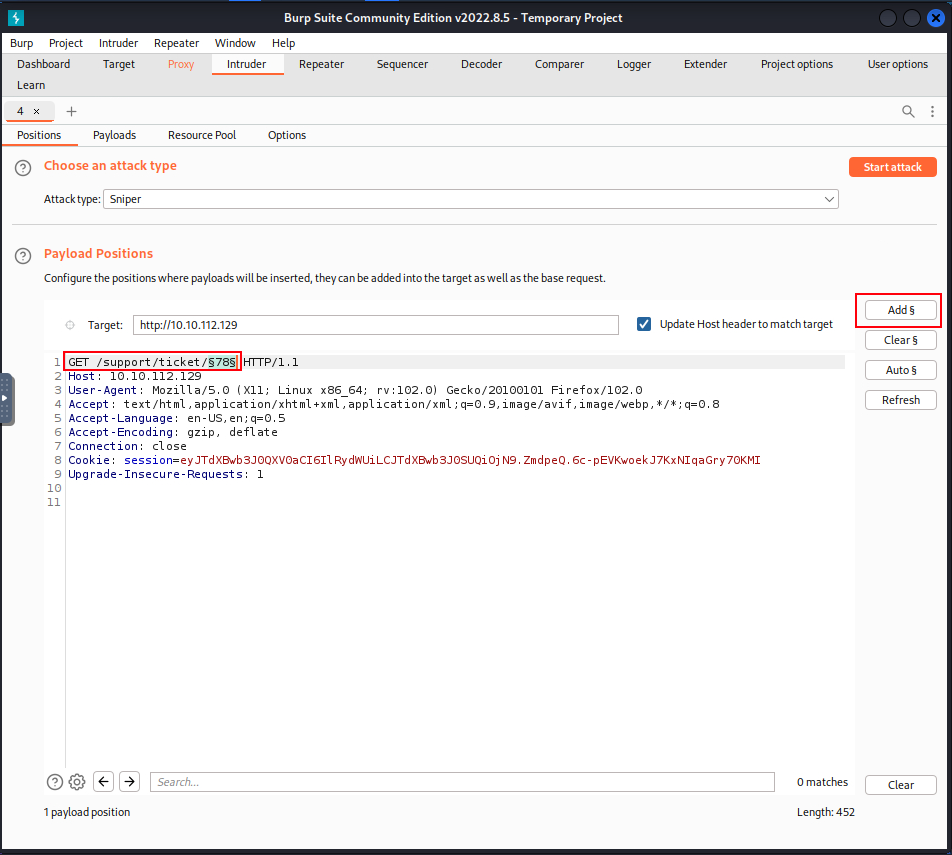 Burp Suite Community Edition v2022.8.5 - Temporary Project
Burp Project Intruder Repeater Window Help
Dashboard Target Proxy Intruder Repeater Sequencer Decoder Comparer Logger Extender Project options User options
Learn
4 × +
Positions Payloads Resource Pool Options
? Choose an attack type
Start attack
Attack type: Sniper
? Payload Positions
Configure the positions where payloads will be inserted, they can be added into the target as well as the base request.
Target: http://10.10.112.129
Update Host header to match target
Add §
Clear §
Auto §
Refresh
1 GET /support/ticket/§78§ HTTP/1.1
2 Host: 10.10.112.129
3 User-Agent: Mozilla/5.0 (X11; Linux x86_64; rv:102.0) Gecko/20100101 Firefox/102.0
4 Accept: text/html,application/xhtml+xml,application/xml;q=0.9,image/avif,image/webp,*/*;q=0.8
5 Accept-Language: en-US,en;q=0.5
6 Accept-Encoding: gzip, deflate
7 Connection: close
8 Cookie: session=eyJTdXBwb3J0QXV0aCI6IlRydWUiLCJTdXBwb3J0SUQiOjN9.ZmdpeQ.6c-pEVKwoekJ7KxNIqaGry70KMI
9 Upgrade-Insecure-Requests: 1
10
11
? Search... 0 matches Clear
1 payload position Length: 452